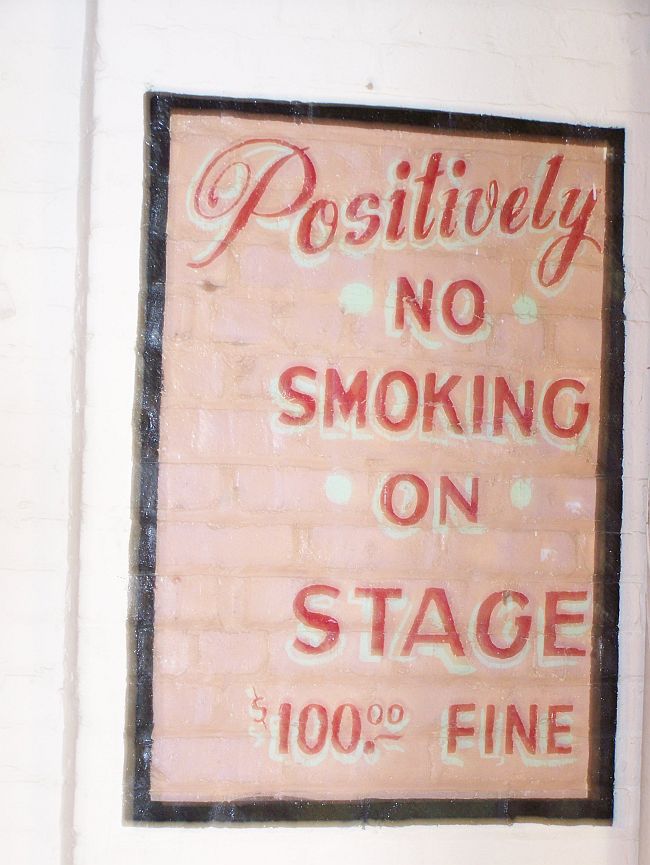 Positively
NO
SMOKING
ON
STAGE
$100.00 FINE